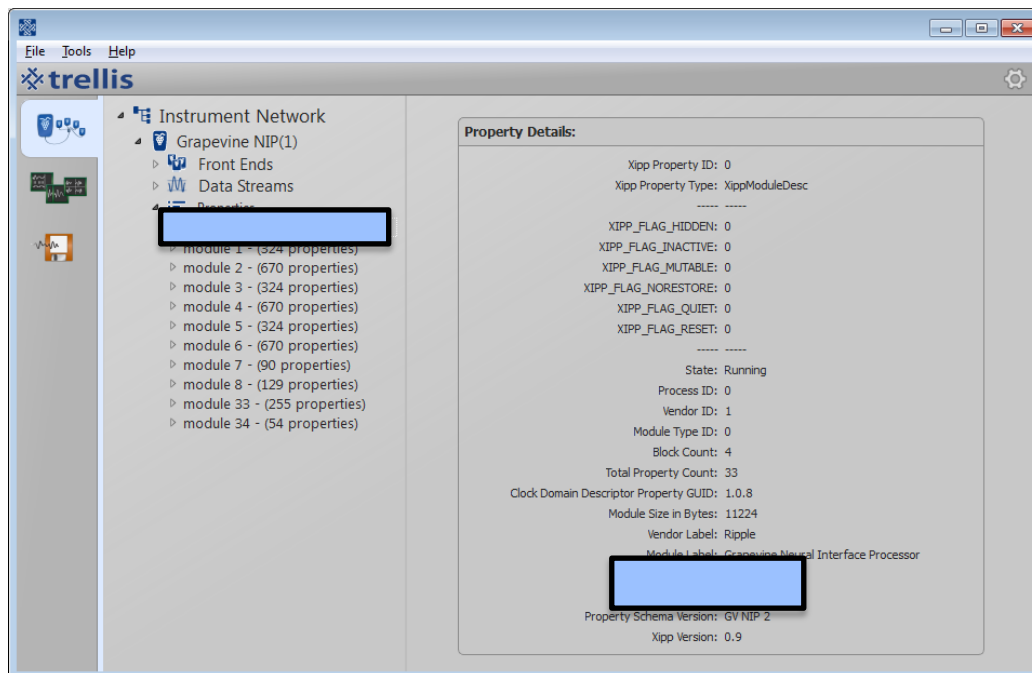 File Tools Help
trellis
Instrument Network
Grapevine NIP(1)
Front Ends
Data Streams
Properties
module 1 - (324 properties)
module 2 - (670 properties)
module 3 - (324 properties)
module 4 - (670 properties)
module 5 - (324 properties)
module 6 - (670 properties)
module 7 - (90 properties)
module 8 - (129 properties)
module 33 - (255 properties)
module 34 - (54 properties)
Property Details:
Xipp Property ID: 0
Xipp Property Type: XippModuleDesc
----- -----
XIPP_FLAG_HIDDEN: 0
XIPP_FLAG_INACTIVE: 0
XIPP_FLAG_MUTABLE: 0
XIPP_FLAG_NORESTORE: 0
XIPP_FLAG_QUIET: 0
XIPP_FLAG_RESET: 0
----- -----
State: Running
Process ID: 0
Vendor ID: 1
Module Type ID: 0
Block Count: 4
Total Property Count: 33
Clock Domain Descriptor Property GUID: 1.0.8
Module Size in Bytes: 11224
Vendor Label: Ripple
Module Label: Grapevine Neural Interface Processor
Property Schema Version: GV NIP 2
Xipp Version: 0.9